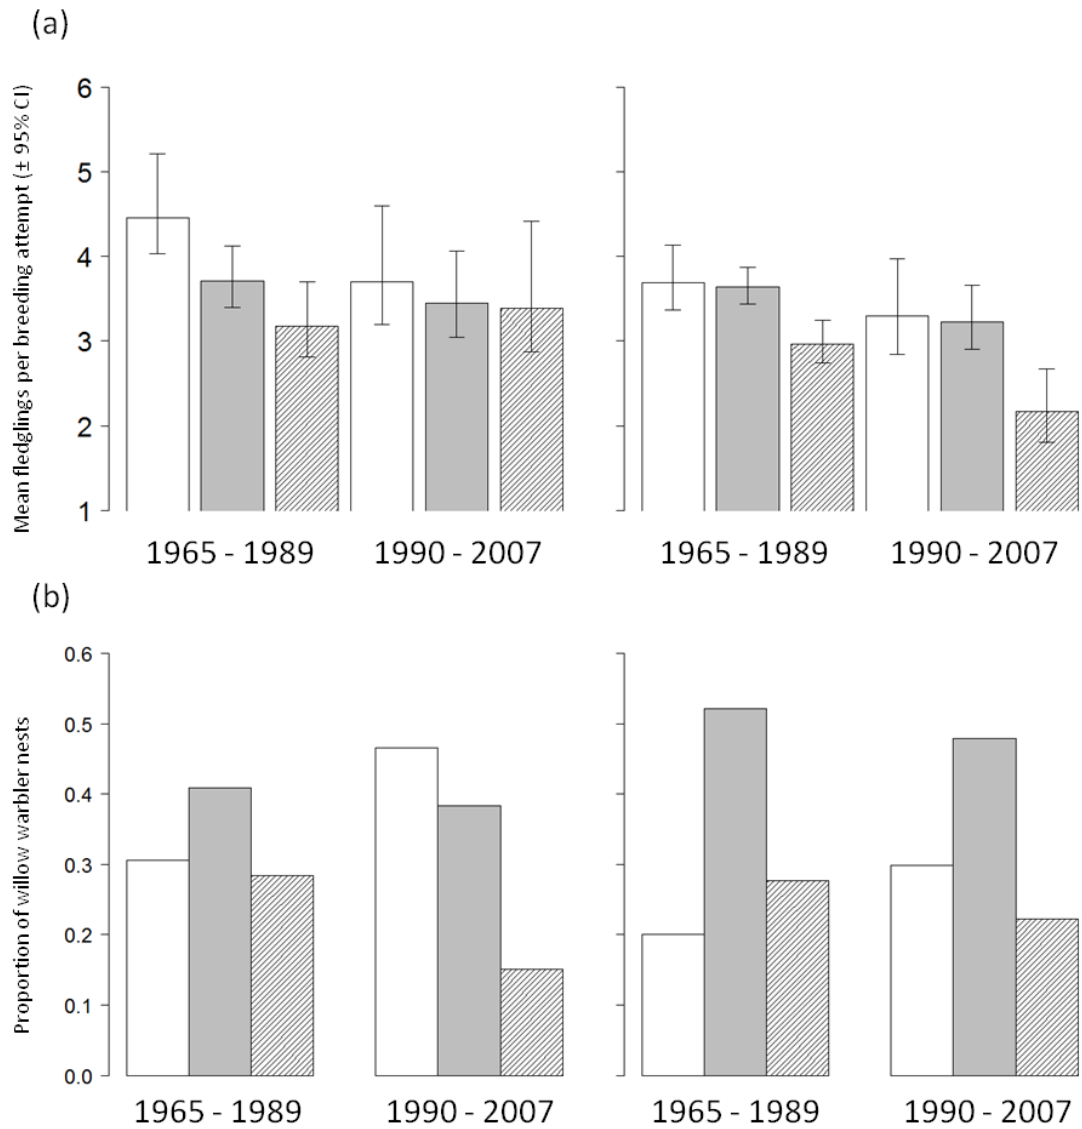 (a)
Mean fledglings per breeding attempt (± 95% CI)
6
5
4
3
2
1
1965 - 1989
1990 - 2007
1965 - 1989
1990 - 2007
(b)
Proportion of willow warbler nests
0.6
0.5
0.4
0.3
0.2
0.1
0.0
1965 - 1989
1990 - 2007
1965 - 1989
1990 - 2007